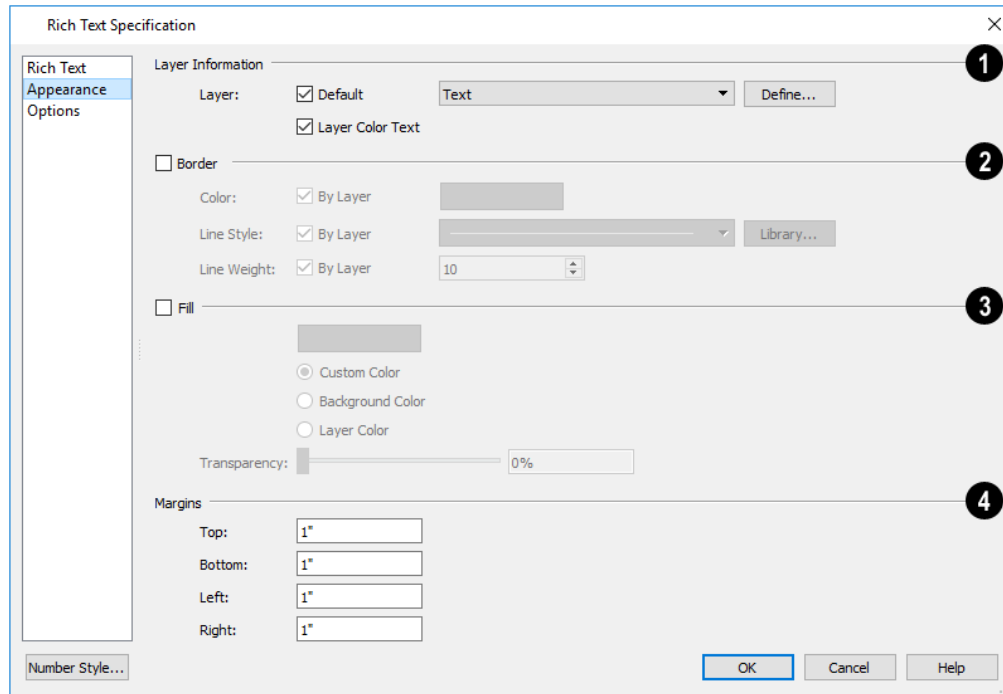 Rich Text Specification
Rich Text
Appearance
Options
Layer Information 1
Layer: Default Text Define...
Layer Color Text
Border 2
Color: By Layer
Line Style: By Layer Library...
Line Weight: By Layer 10
Fill 3
Custom Color
Background Color
Layer Color
Transparency: 0%
Margins 4
Top: 1"
Bottom: 1"
Left: 1"
Right: 1"
Number Style... OK Cancel Help